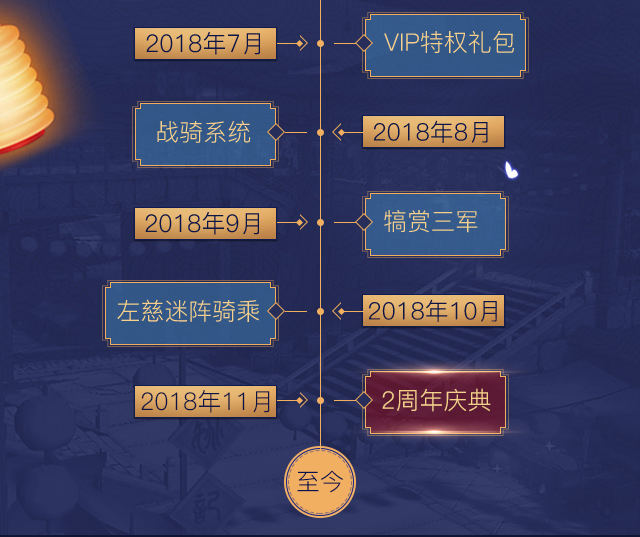 2018年7月
VIP特权礼包
战骑系统
2018年8月
2018年9月
犒赏三军
左慈迷阵骑乘
2018年10月
2018年11月
2周年庆典
至今